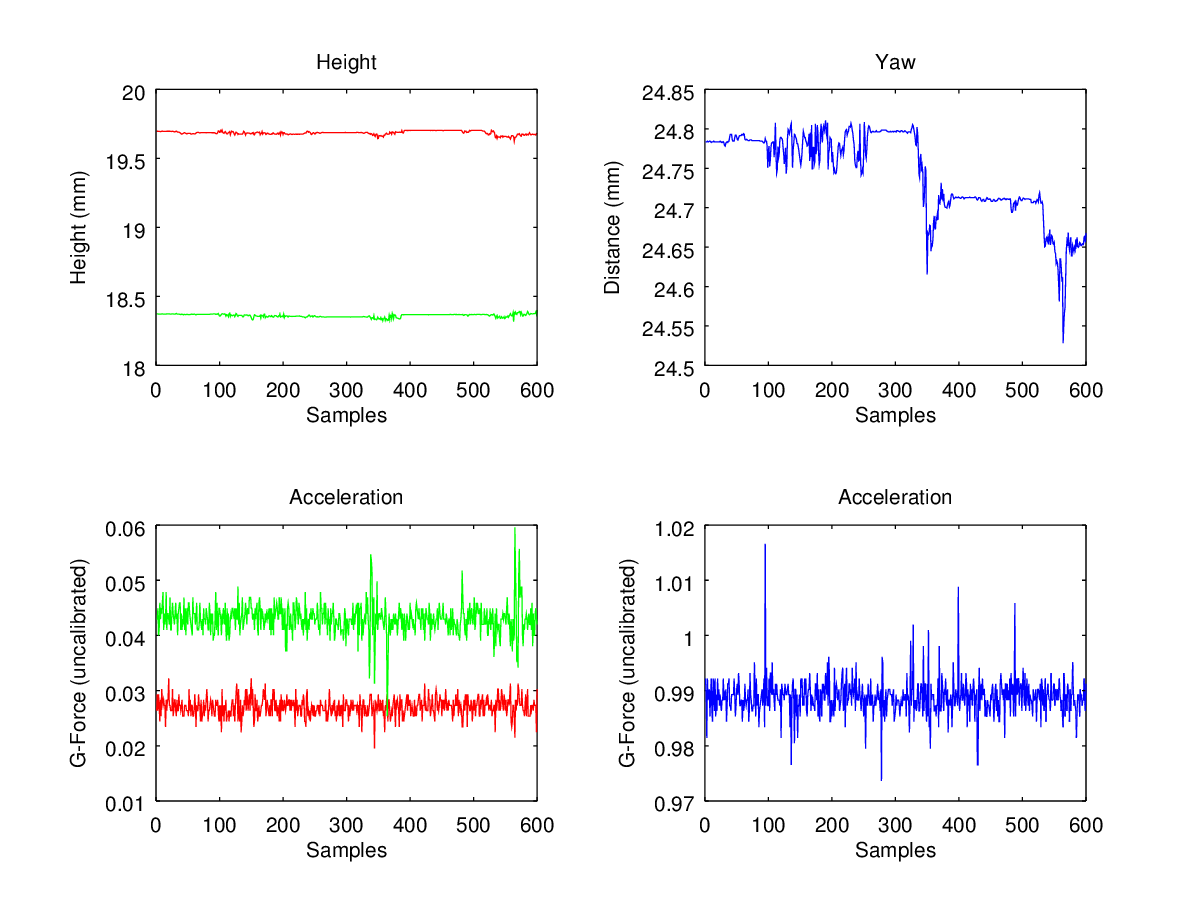 Height
Height (mm)
20
19.5
19
18.5
18
0 100 200 300 400 500 600
Samples
Yaw
Distance (mm)
24.85
24.8
24.75
24.7
24.65
24.6
24.55
24.5
0 100 200 300 400 500 600
Samples
Acceleration
G-Force (uncalibrated)
0.06
0.05
0.04
0.03
0.02
0.01
0 100 200 300 400 500 600
Samples
Acceleration
G-Force (uncalibrated)
1.02
1.01
1
0.99
0.98
0.97
0 100 200 300 400 500 600
Samples